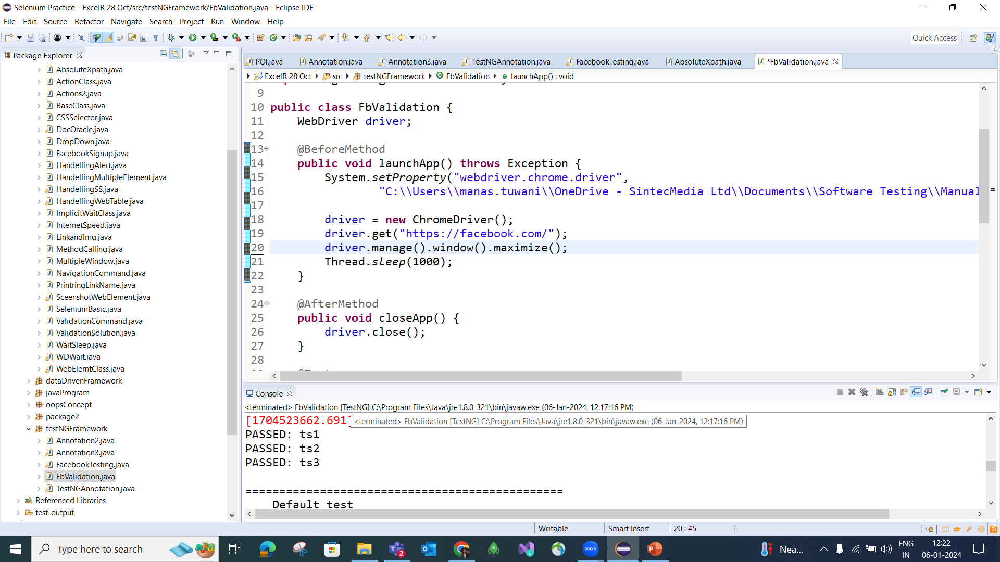 Selenium Practice - ExcelR 28 Oct/src/testNGFramework/FbValidation.java - Eclipse IDE
File Edit Source Refactor Navigate Search Project Run Window Help
Quick Access
Package Explorer
AbsoluteXpath.java
ActionClass.java
Actions2.java
BaseClass.java
CSSSelector.java
DocOracle.java
DropDown.java
FacebookSignup.java
HandellingAlert.java
HandellingMultipleElement.java
HandellingSS.java
HandellingWebTable.java
ImplicitWaitClass.java
InternetSpeed.java
LinkandImg.java
MethodCalling.java
MultipleWindow.java
NavigationCommand.java
PrintringLinkName.java
SceenshotWebElement.java
SeleniumBasic.java
ValidationCommand.java
ValidationSolution.java
WaitSleep.java
WDWait.java
WebElemtClass.java
dataDrivenFramework
javaProgram
oopsConcept
package2
testNGFramework
Annotation2.java
Annotation3.java
FacebookTesting.java
FbValidation.java
TestNGAnnotation.java
Referenced Libraries
test-output
POI.java Annotation.java Annotation3.java TestNGAnnotation.java FacebookTesting.java AbsoluteXpath.java *FbValidation.java
ExcelR 28 Oct src testNGFramework FbValidation launchApp() : void
9
10 public class FbValidation {
11 WebDriver driver;
12
13 @BeforeMethod
14 public void launchApp() throws Exception {
15 System.setProperty("webdriver.chrome.driver",
16 "C:\\Users\\manas.tuwani\\OneDrive - SintecMedia Ltd\\Documents\\Software Testing\\Manual
17
18 driver = new ChromeDriver();
19 driver.get("https://facebook.com/");
20 driver.manage().window().maximize();
21 Thread.sleep(1000);
22 }
23
24 @AfterMethod
25 public void closeApp() {
26 driver.close();
27 }
28
Console
<terminated> FbValidation [TestNG] C:\Program Files\Java\jre1.8.0_321\bin\javaw.exe (06-Jan-2024, 12:17:16 PM)
[1704523662.691]
<terminated> FbValidation [TestNG] C:\Program Files\Java\jre1.8.0_321\bin\javaw.exe (06-Jan-2024, 12:17:16 PM)
PASSED: ts1
PASSED: ts2
PASSED: ts3
===============================================
Default test
Writable Smart Insert 20 : 45
Type here to search
zoom
2
Nea...
ENG
IN
12:22
06-01-2024